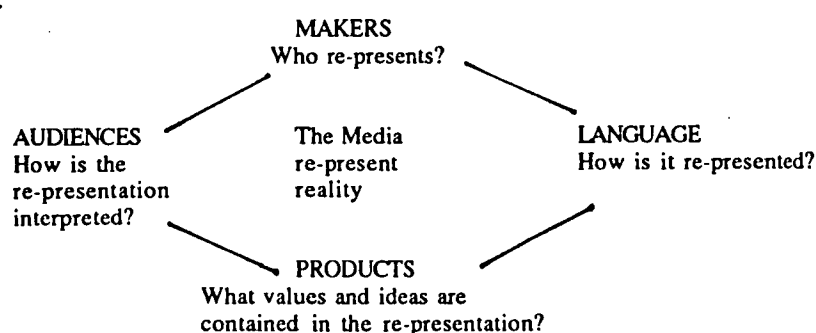 MAKERS
Who re-presents?
AUDIENCES
How is the
re-presentation
interpreted?
The Media
re-present
reality
LANGUAGE
How is it re-presented?
PRODUCTS
What values and ideas are
contained in the re-presentation?